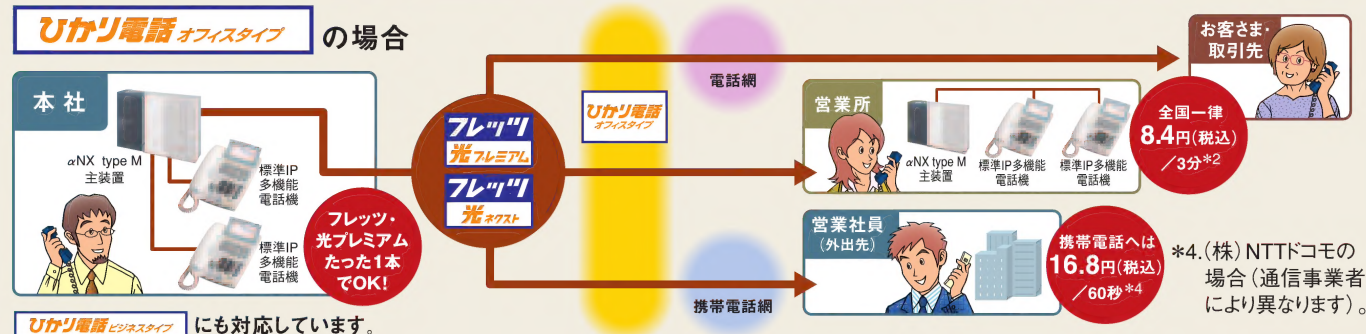 ひかり電話 オフィスタイプ の場合
本社
αNX type M
主装置
標準IP
多機能
電話機
標準IP
多機能
電話機
フレッツ・
光プレミアム
たった1本
でOK!
ひかり電話 ビジネスタイプ にも対応しています。
フレッツ
光プレミアム
フレッツ
光ネクスト
ひかり電話
オフィスタイプ
電話網
携帯電話網
お客さま・
取引先
営業所
αNX type M
主装置
標準IP多機能
電話機
標準IP多機能
電話機
全国一律
8.4円(税込)
/3分*2
営業社員
(外出先)
携帯電話へは
16.8円(税込)
/60秒*4
*4.(株)NTTドコモの
場合(通信事業者
により異なります)。